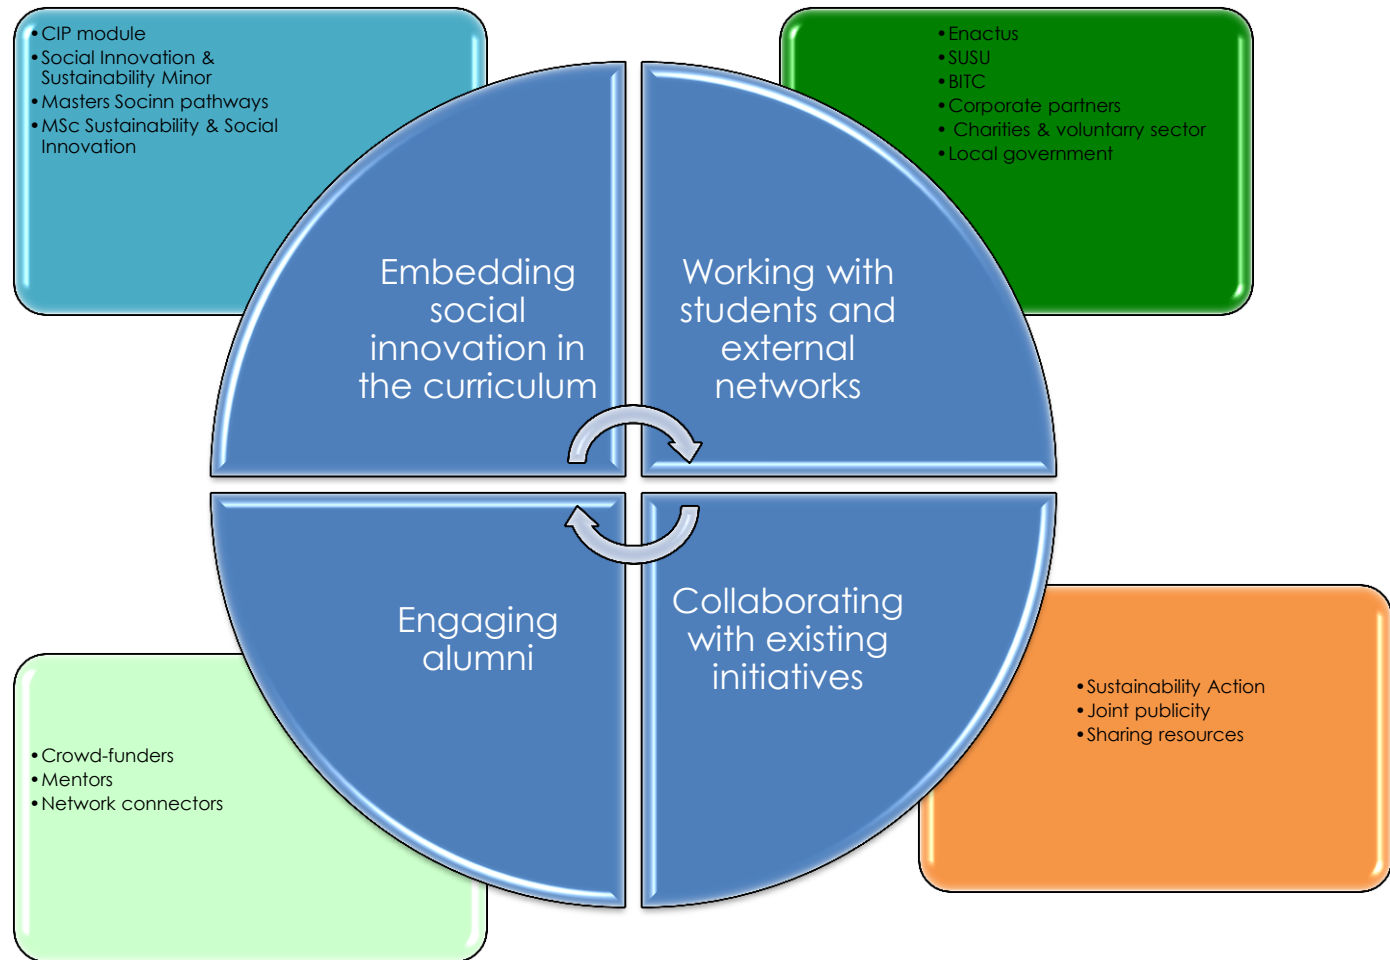 •CIP module
•Social Innovation &
Sustainability Minor
•Masters Socinn pathways
•MSc Sustainability & Social
Innovation
•Enactus
•SUSU
•BITC
•Corporate partners
• Charities & voluntarry sector
•Local government
Embedding
social
innovation in
the curriculum
Working with
students and
external
networks
Engaging
alumni
Collaborating
with existing
initiatives
•Crowd-funders
•Mentors
•Network connectors
•Sustainability Action
•Joint publicity
•Sharing resources